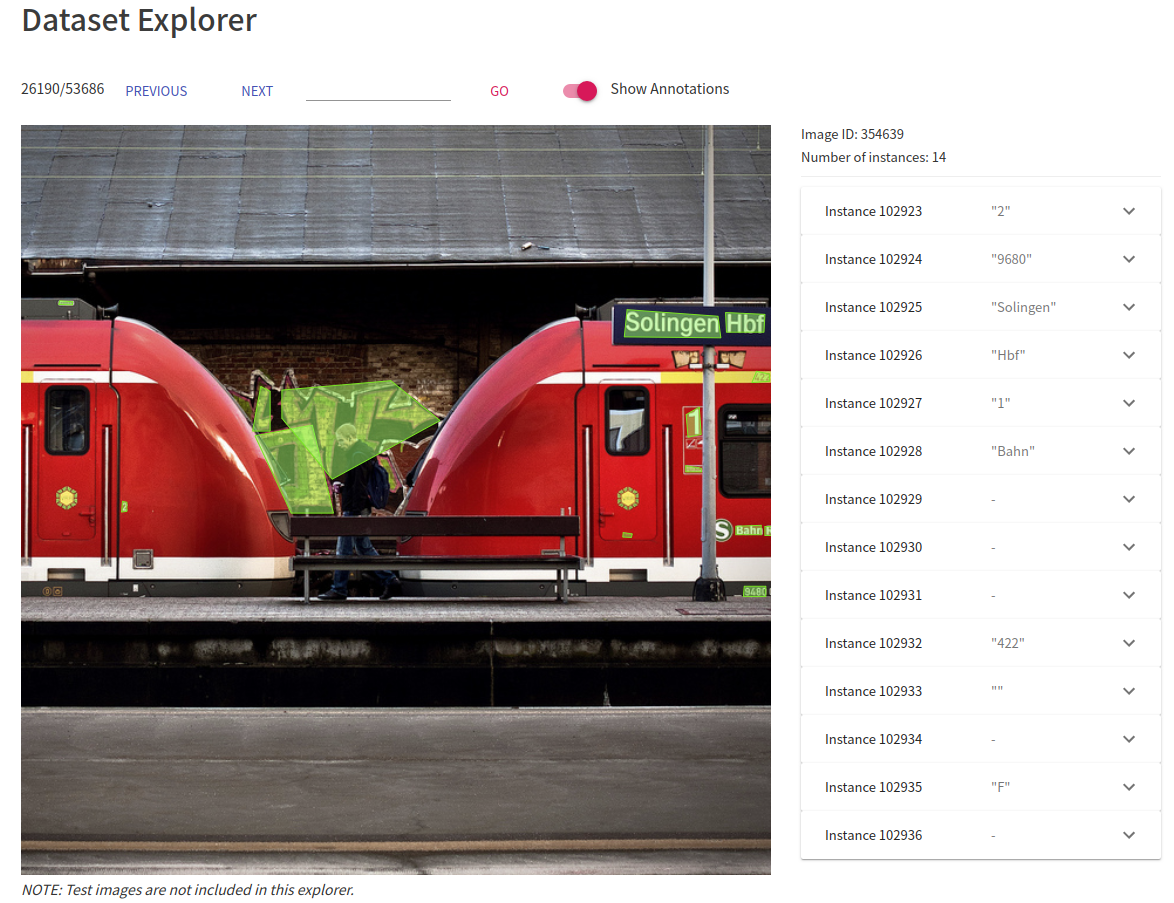 Dataset Explorer
26190/53686 PREVIOUS NEXT GO Show Annotations
Image ID: 354639
Number of instances: 14
Instance 102923 "2"
Instance 102924 "9680"
Instance 102925 "Solingen"
Instance 102926 "Hbf"
Instance 102927 "1"
Instance 102928 "Bahn"
Instance 102929 -
Instance 102930 -
Instance 102931 -
Instance 102932 "422"
Instance 102933 ""
Instance 102934 -
Instance 102935 "F"
Instance 102936 -
Solingen Hbf
422
1
2
1
S Bahn
9480
NOTE: Test images are not included in this explorer.